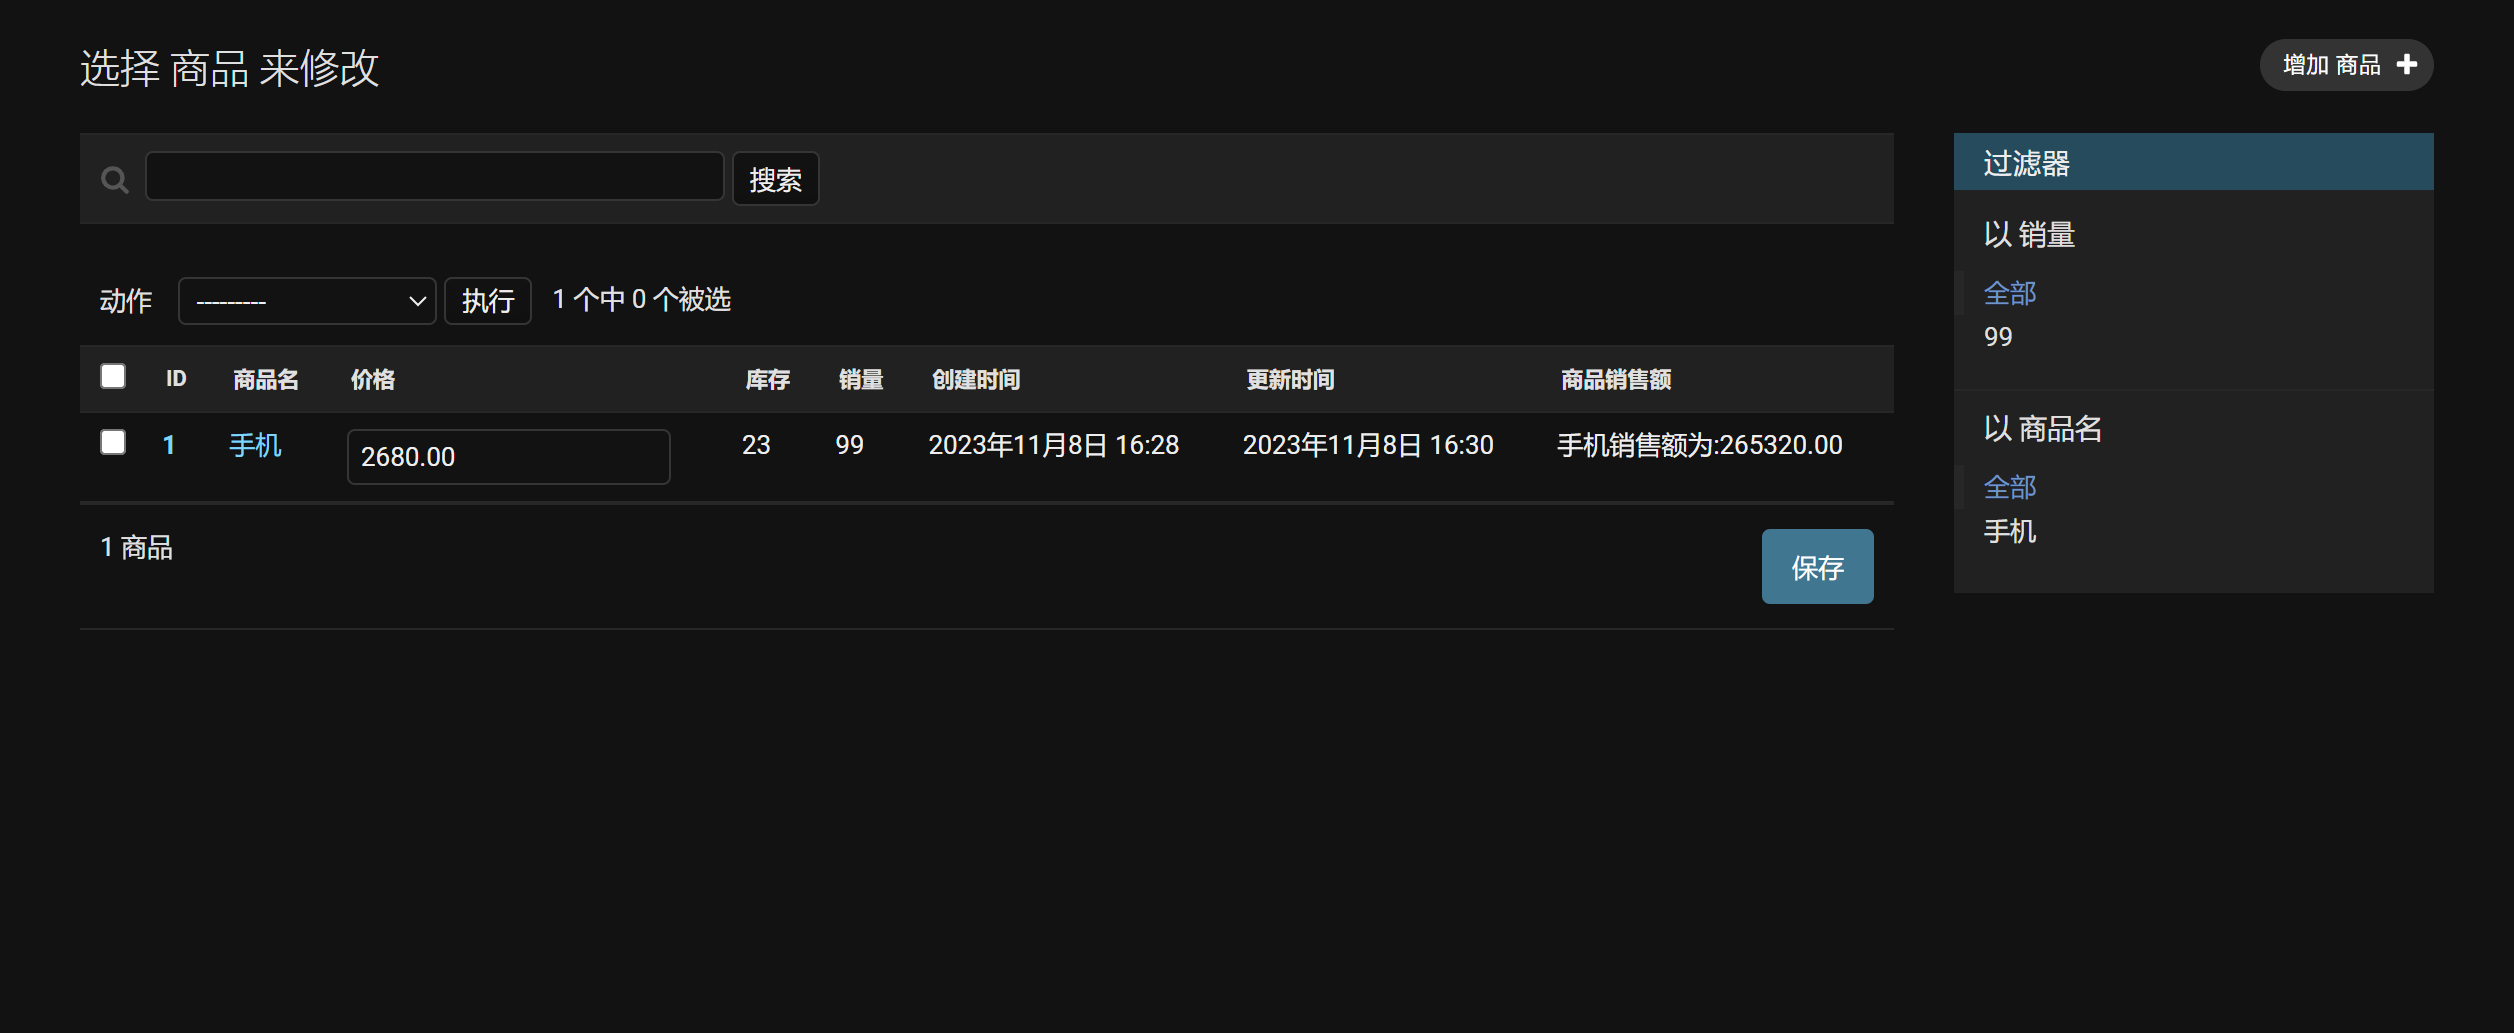 选择 商品 来修改
增加 商品
搜索
动作 --------- 执行 1 个中 0 个被选
ID 商品名 价格 库存 销量 创建时间 更新时间 商品销售额
1 手机 2680.00 23 99 2023年11月8日 16:28 2023年11月8日 16:30 手机销售额为:265320.00
1 商品
保存
过滤器
以 销量
全部
99
以 商品名
全部
手机